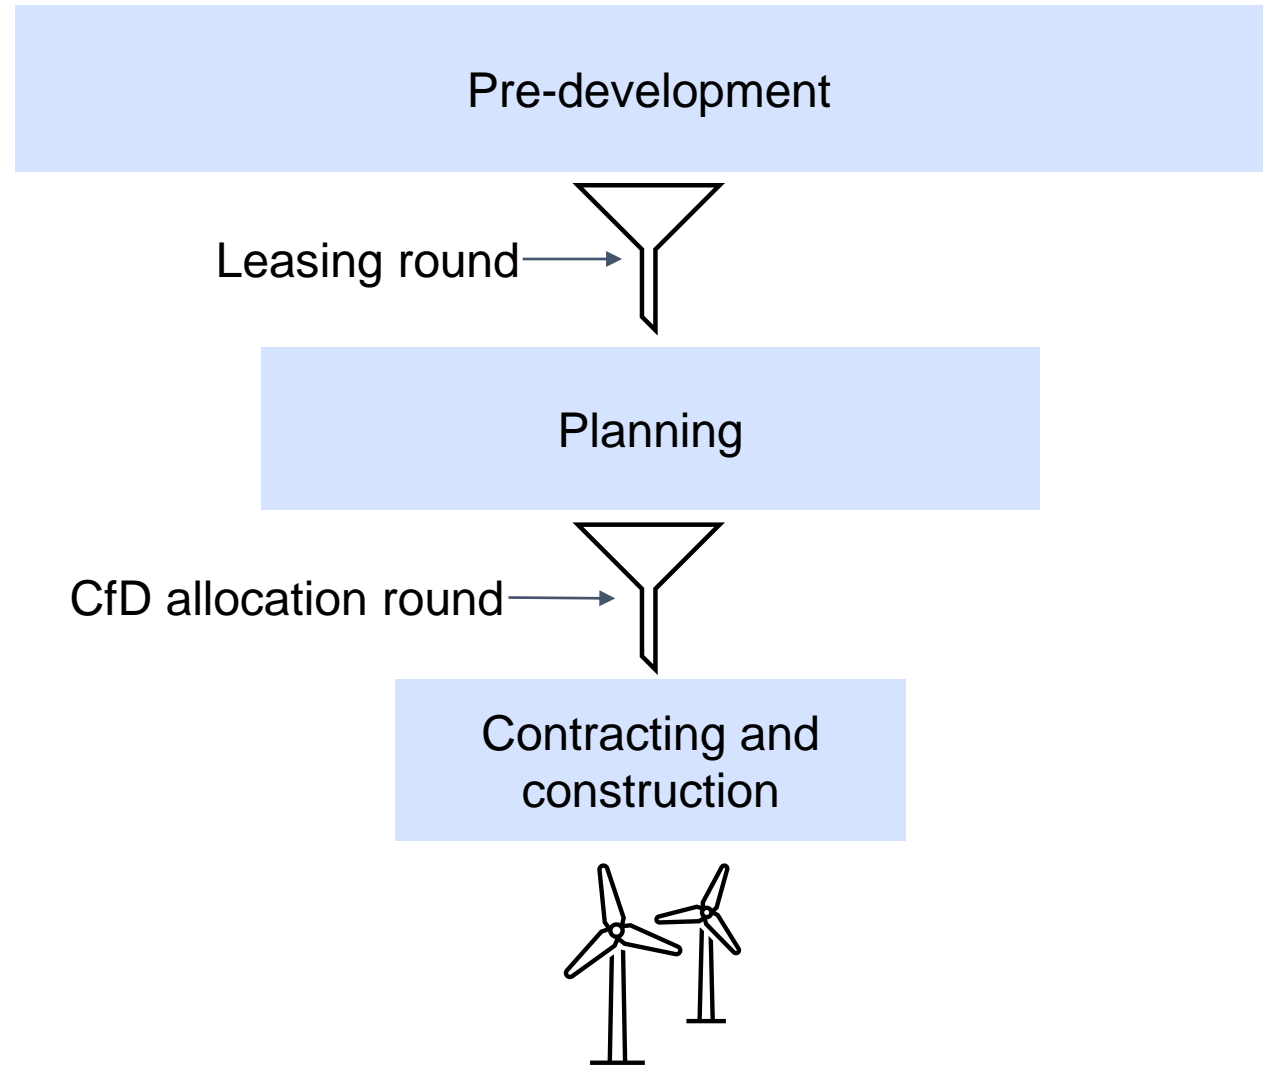 Pre-development
Leasing round
Planning
CfD allocation round
Contracting and
construction